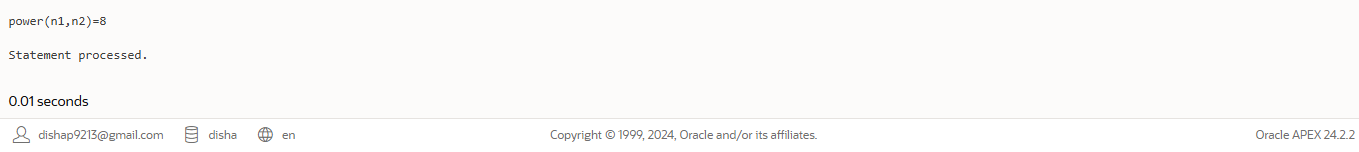 power(n1,n2)=8
Statement processed.
0.01 seconds
dishap9213@gmail.com disha en Copyright © 1999, 2024, Oracle and/or its affiliates. Oracle APEX 24.2.2